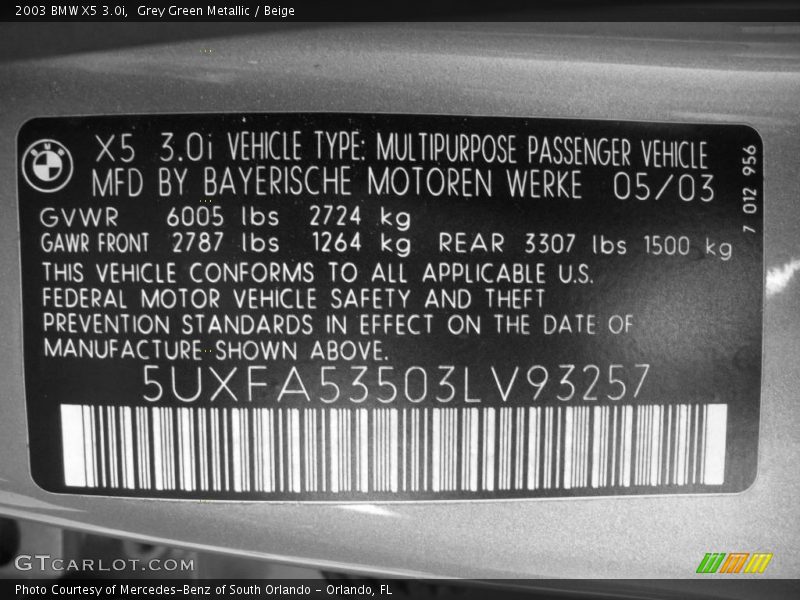 2003 BMW X5 3.0i,  Grey Green Metallic / Beige
BMW
X5 3.0i VEHICLE TYPE: MULTIPURPOSE PASSENGER VEHICLE
MFD BY BAYERISCHE MOTOREN WERKE 05/03
GVWR 6005 lbs 2724 kg
GAWR FRONT 2787 lbs 1264 kg REAR 3307 lbs 1500 kg
THIS VEHICLE CONFORMS TO ALL APPLICABLE U.S.
FEDERAL MOTOR VEHICLE SAFETY AND THEFT
PREVENTION STANDARDS IN EFFECT ON THE DATE OF
MANUFACTURE SHOWN ABOVE.
5UXFA53503LV93257
7 012 956
GTCARLOT.COM
Photo Courtesy of Mercedes-Benz of South Orlando - Orlando, FL